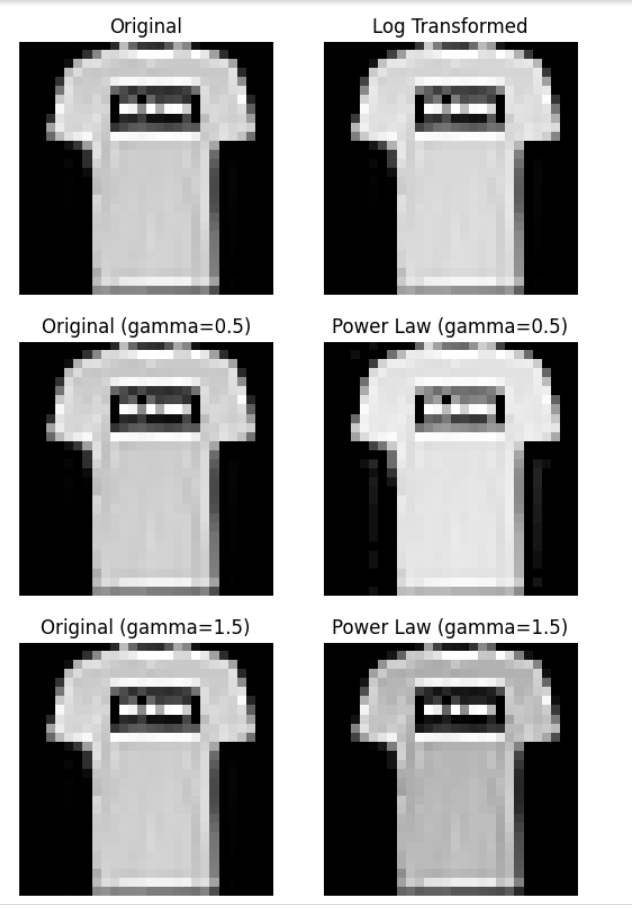 Original
Log Transformed
Original (gamma=0.5)
Power Law (gamma=0.5)
Original (gamma=1.5)
Power Law (gamma=1.5)